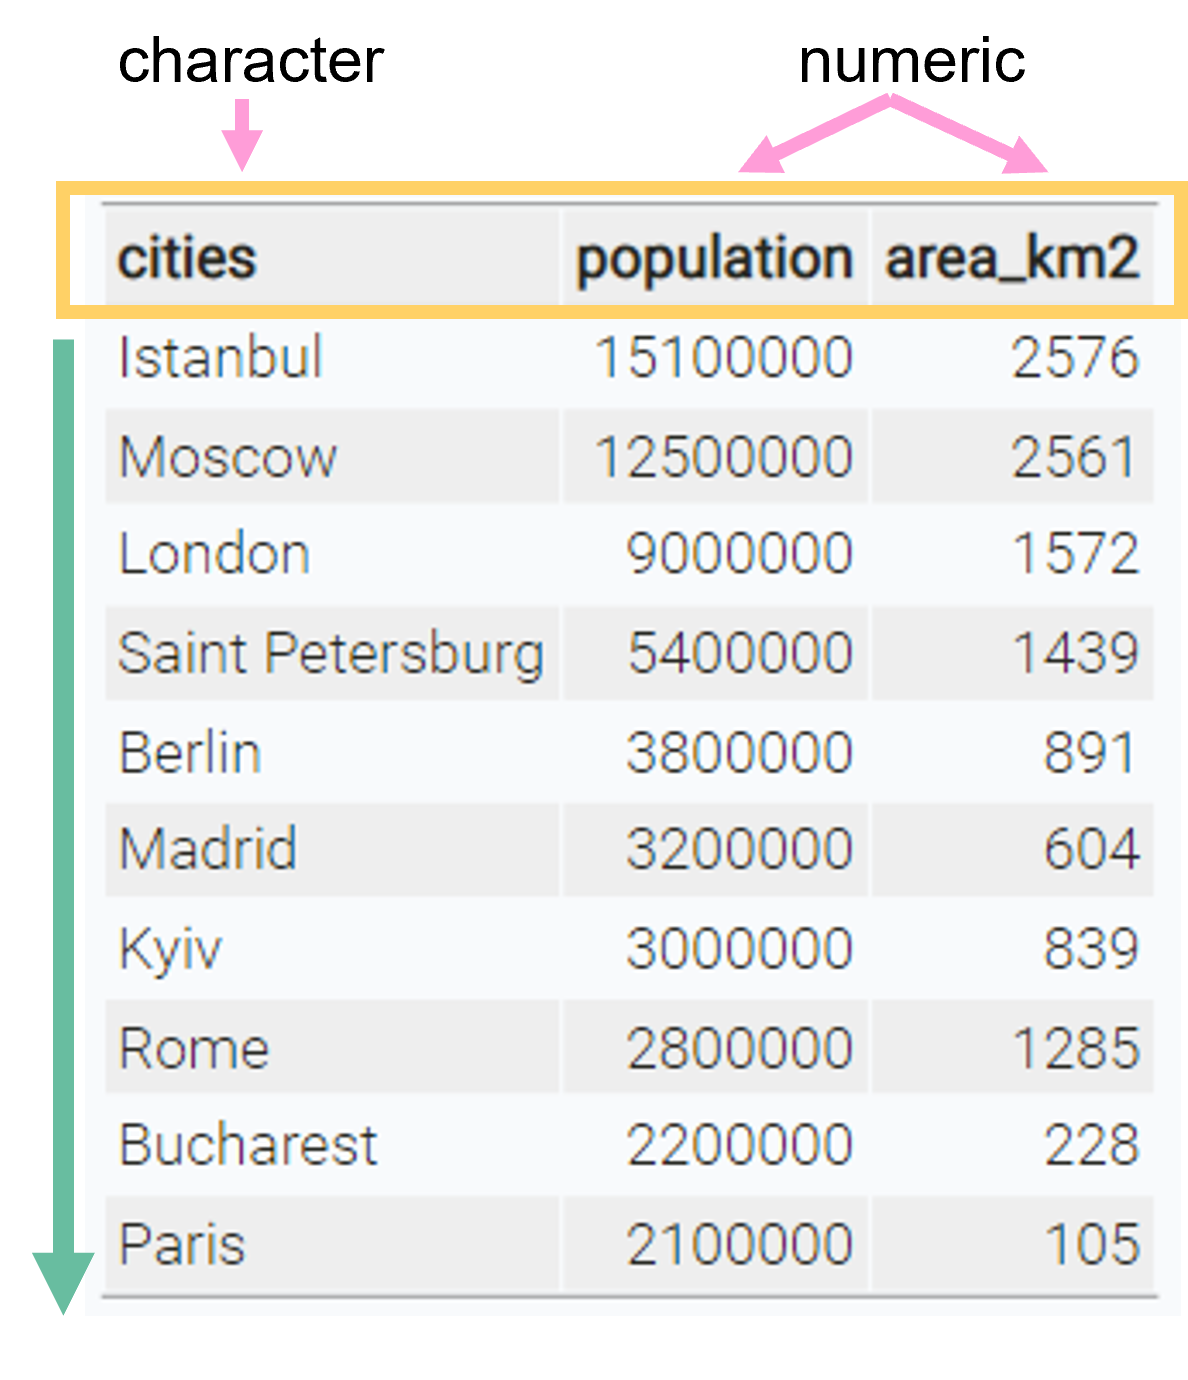 character numeric
cities population area_km2
Istanbul 15100000 2576
Moscow 12500000 2561
London 9000000 1572
Saint Petersburg 5400000 1439
Berlin 3800000 891
Madrid 3200000 604
Kyiv 3000000 839
Rome 2800000 1285
Bucharest 2200000 228
Paris 2100000 105